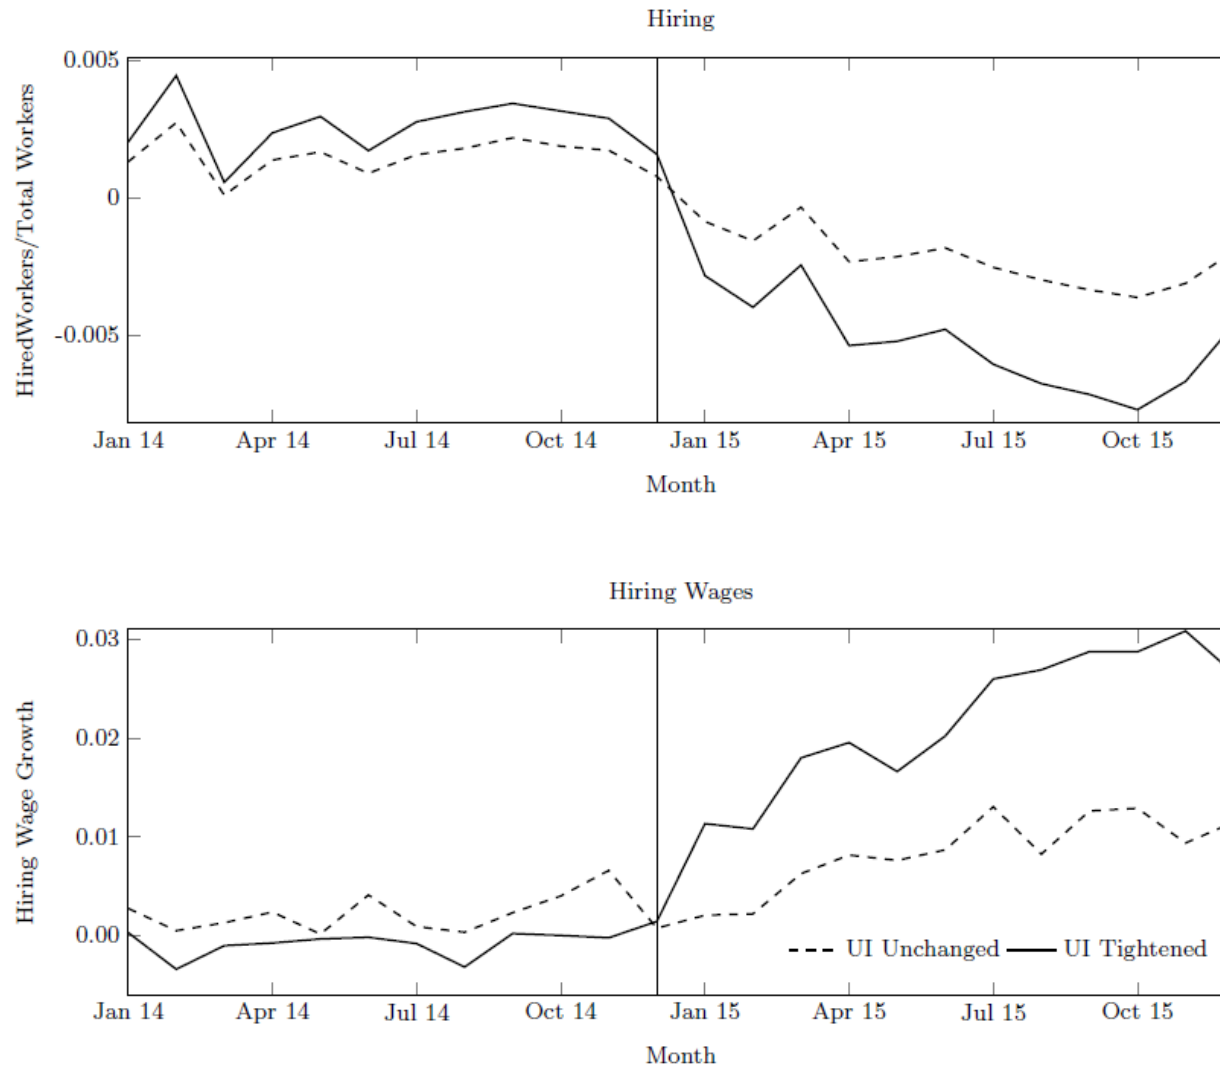 Hiring
HiredWorkers/Total Workers
0.005
0
-0.005
Jan 14 Apr 14 Jul 14 Oct 14 Jan 15 Apr 15 Jul 15 Oct 15
Month
Hiring Wages
Hiring Wage Growth
0.03
0.02
0.01
0.00
UI Unchanged UI Tightened
Jan 14 Apr 14 Jul 14 Oct 14 Jan 15 Apr 15 Jul 15 Oct 15
Month